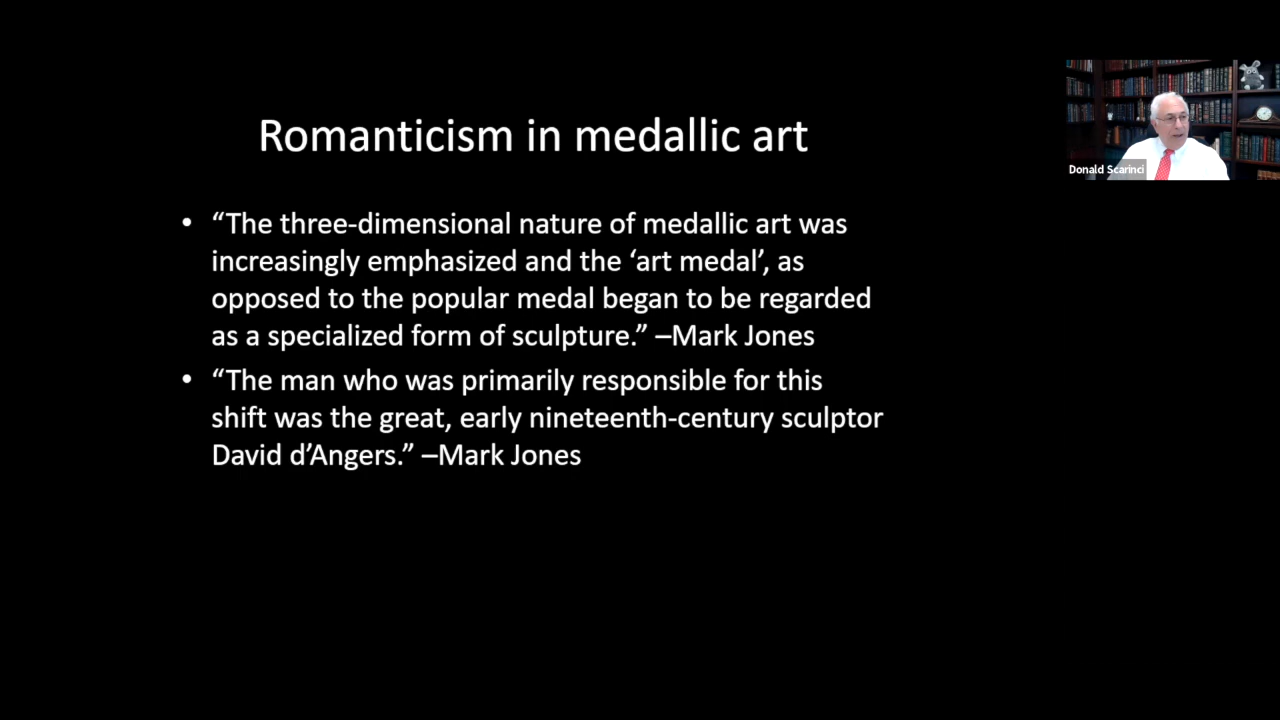 Romanticism in medallic art
• “The three-dimensional nature of medallic art was
increasingly emphasized and the ‘art medal’, as
opposed to the popular medal began to be regarded
as a specialized form of sculpture.” –Mark Jones
• “The man who was primarily responsible for this
shift was the great, early nineteenth-century sculptor
David d’Angers.” –Mark Jones
Donald Scarinci